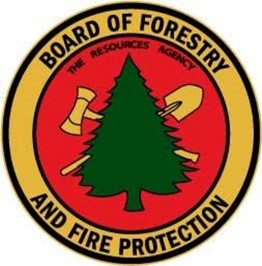 BOARD OF FORESTRY
THE RESOURCES AGENCY
AND FIRE PROTECTION